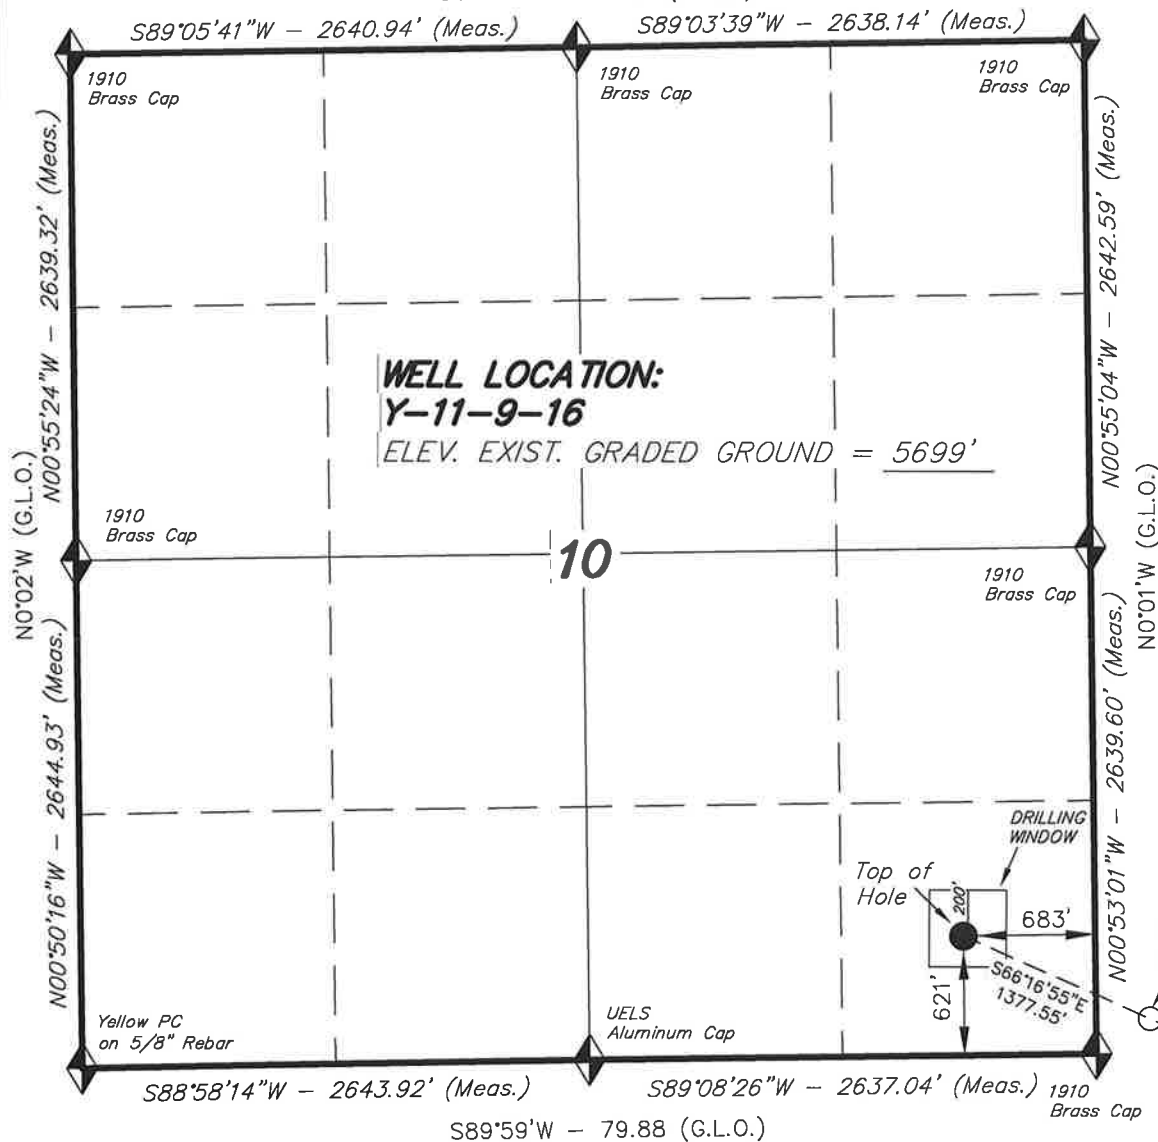 S89°05'41"W – 2640.94' (Meas.)
S89°03'39"W – 2638.14' (Meas.)
1910
Brass Cap
1910
Brass Cap
1910
Brass Cap
N00°55'24"W – 2639.32' (Meas.)
N00°55'04"W – 2642.59' (Meas.)
WELL LOCATION:
Y–11–9–16
ELEV. EXIST. GRADED GROUND = 5699'
N0°02'W (G.L.O.)
N0°01'W (G.L.O.)
1910
Brass Cap
10
1910
Brass Cap
N00°50'16"W – 2644.93' (Meas.)
N00°53'01"W – 2639.60' (Meas.)
DRILLING
WINDOW
Top of
Hole
200'
683'
621'
S66°16'55"E
1377.55'
Yellow PC
on 5/8" Rebar
UELS
Aluminum Cap
S88°58'14"W – 2643.92' (Meas.)
S89°08'26"W – 2637.04' (Meas.)
1910
Brass Cap
S89°59'W – 79.88 (G.L.O.)